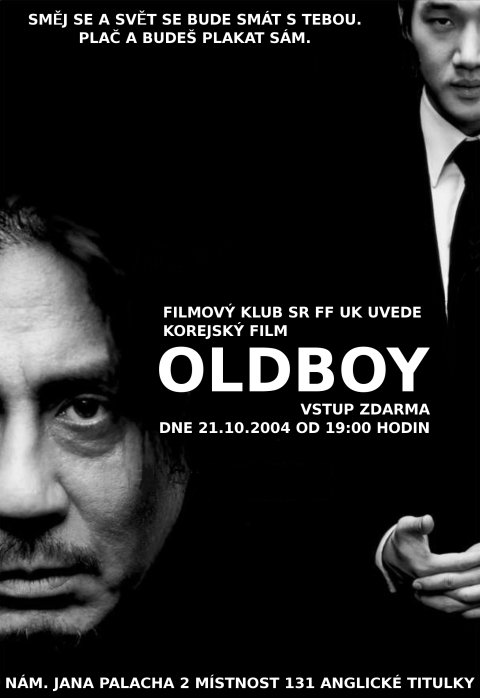 SMĚJ SE A SVĚT SE BUDE SMÁT S TEBOU.
PLAČ A BUDEŠ PLAKAT SÁM.
FILMOVÝ KLUB SR FF UK UVEDE
KOREJSKÝ FILM
OLDBOY
VSTUP ZDARMA
DNE 21.10.2004 OD 19:00 HODIN
NÁM. JANA PALACHA 2 MÍSTNOST 131 ANGLICKÉ TITULKY